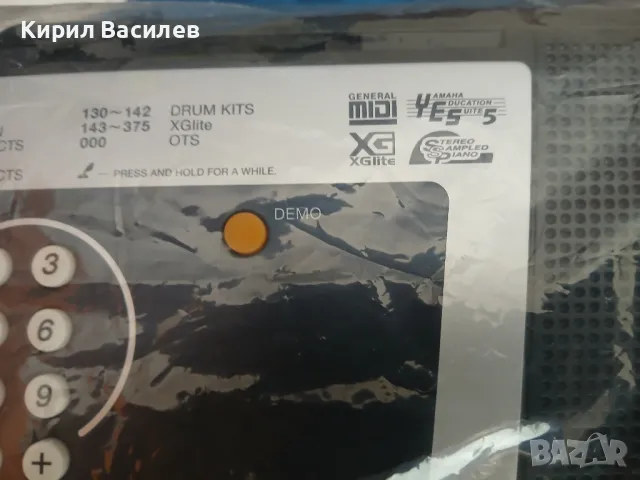 Кирил Василев
130~142 DRUM KITS
N 143~375 XGlite
CTS 000 OTS
CTS — PRESS AND HOLD FOR A WHILE.
GENERAL MIDI
YAMAHA EDUCATION SUITE 5
XG XGlite
STEREO SAMPLED PIANO
DEMO
3
6
9
+
BAZAR